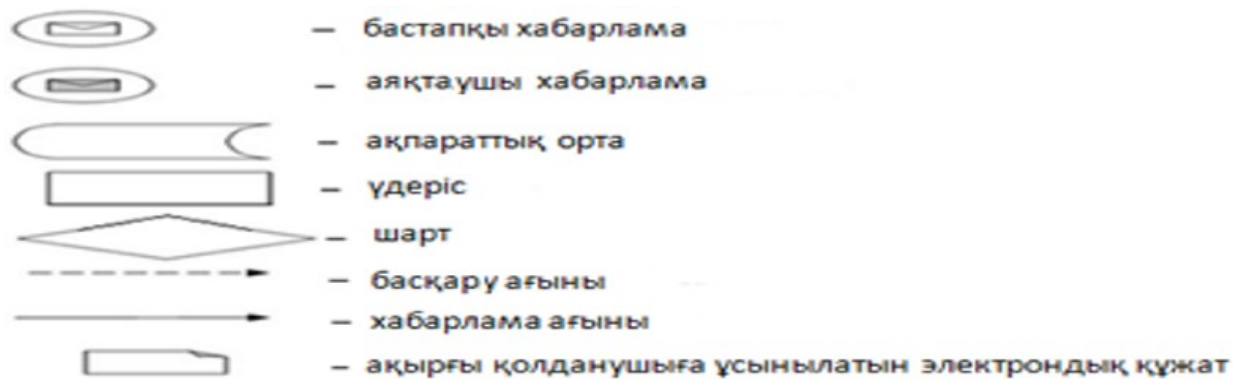 – бастапқы хабарлама
– аяқтаушы хабарлама
– ақпараттық орта
– үдеріс
– шарт
– басқару ағыны
– хабарлама ағыны
– ақырғы қолданушыға ұсынылатын электрондық құжат